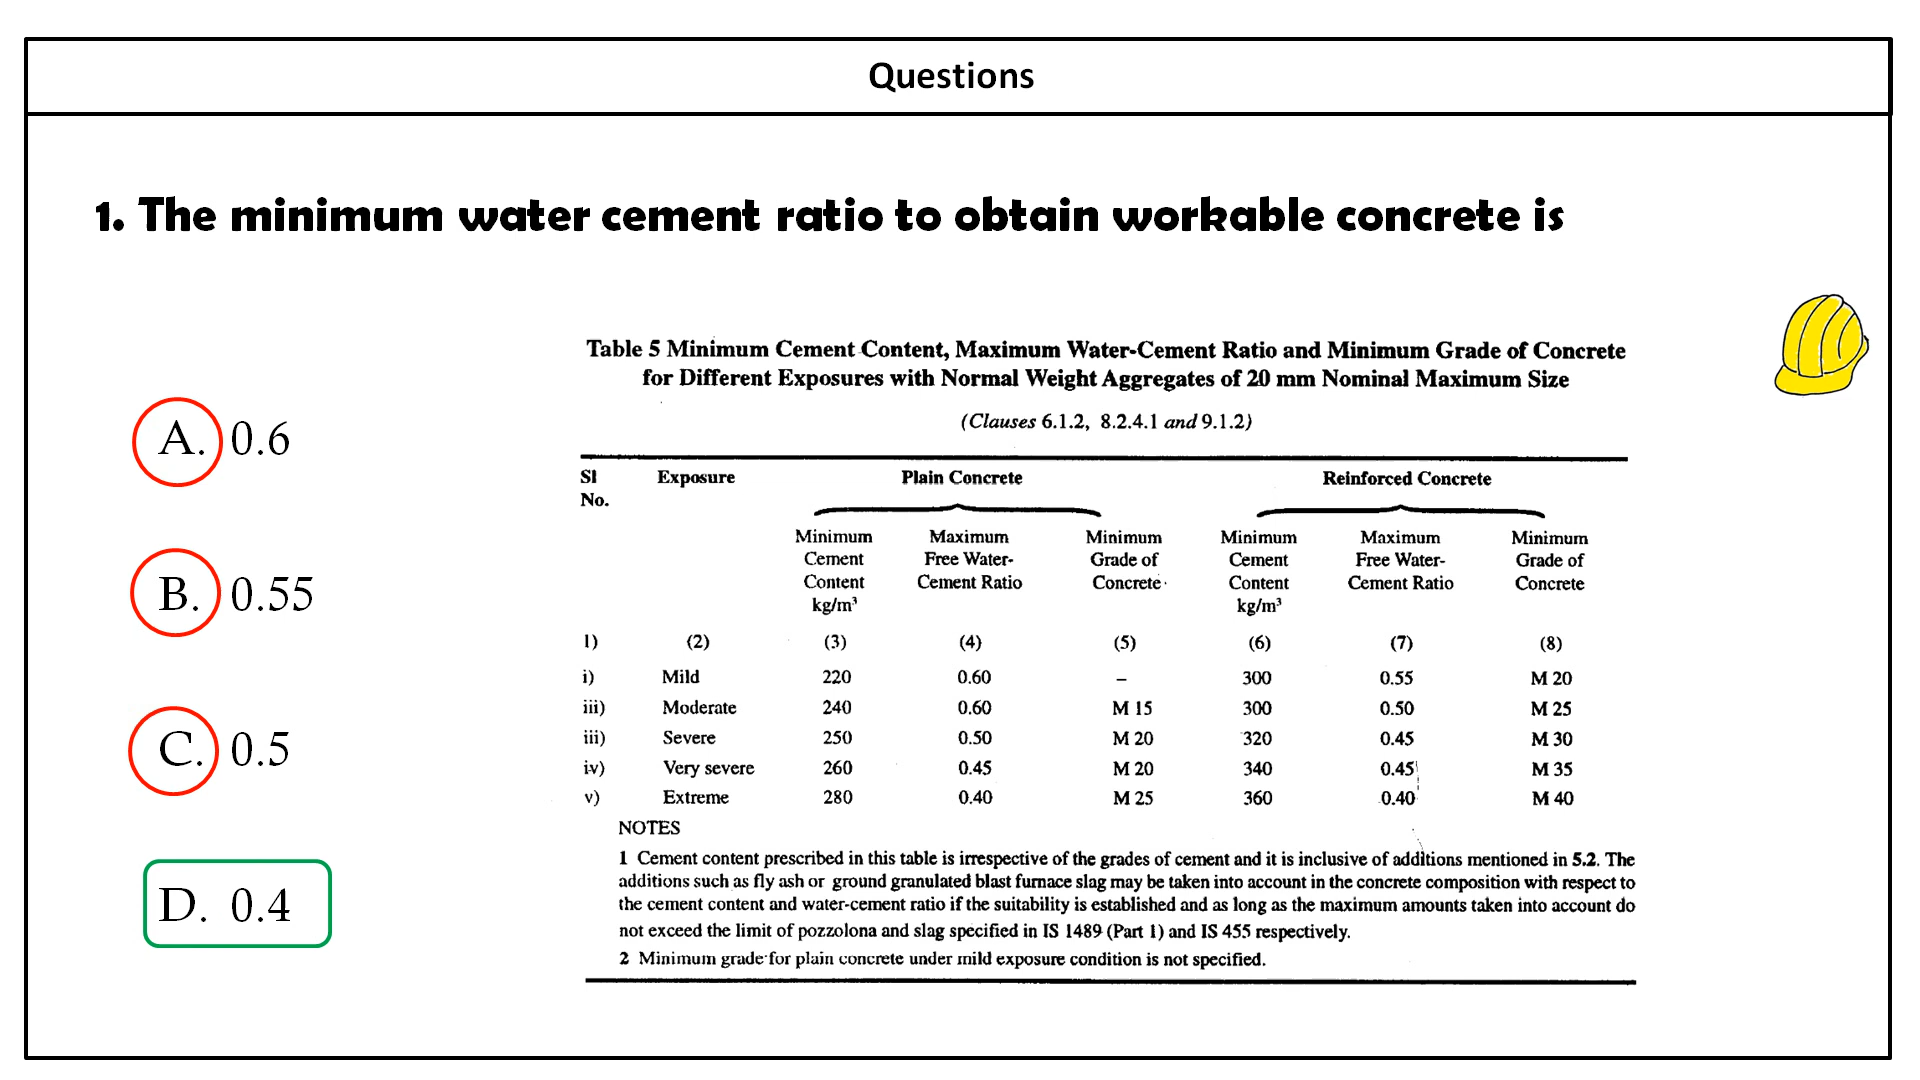 Questions
1. The minimum water cement ratio to obtain workable concrete is
A. 0.6
B. 0.55
C. 0.5
D. 0.4
Table 5 Minimum Cement Content, Maximum Water-Cement Ratio and Minimum Grade of Concrete
for Different Exposures with Normal Weight Aggregates of 20 mm Nominal Maximum Size
(Clauses 6.1.2, 8.2.4.1 and 9.1.2)
Sl Exposure Plain Concrete Reinforced Concrete
No.
Minimum Maximum Minimum Minimum Maximum Minimum
Cement Free Water- Grade of Cement Free Water- Grade of
Content Cement Ratio Concrete Content Cement Ratio Concrete
kg/m³ kg/m³
1) (2) (3) (4) (5) (6) (7) (8)
i) Mild 220 0.60 – 300 0.55 M 20
iii) Moderate 240 0.60 M 15 300 0.50 M 25
iii) Severe 250 0.50 M 20 320 0.45 M 30
iv) Very severe 260 0.45 M 20 340 0.45 M 35
v) Extreme 280 0.40 M 25 360 0.40 M 40
NOTES
1 Cement content prescribed in this table is irrespective of the grades of cement and it is inclusive of additions mentioned in 5.2. The
additions such as fly ash or ground granulated blast furnace slag may be taken into account in the concrete composition with respect to
the cement content and water-cement ratio if the suitability is established and as long as the maximum amounts taken into account do
not exceed the limit of pozzolona and slag specified in IS 1489 (Part 1) and IS 455 respectively.
2 Minimum grade for plain concrete under mild exposure condition is not specified.